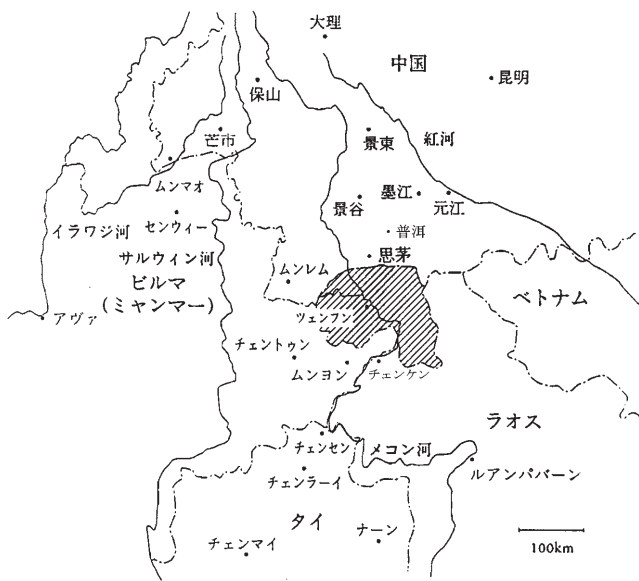 大理
中国
昆明
保山
芒市
景東
紅河
ムンマオ
景谷
墨江
元江
イラワジ河
センウィー
普洱
サルウィン河
思茅
ビルマ
(ミャンマー)
ムンレム
ベトナム
アヴァ
ツェンフン
チェントゥン
ムンヨン
チェンケン
ラオス
チェンセン
メコン河
チェンラーイ
ルアンパバーン
タイ
ナーン
チェンマイ
100km